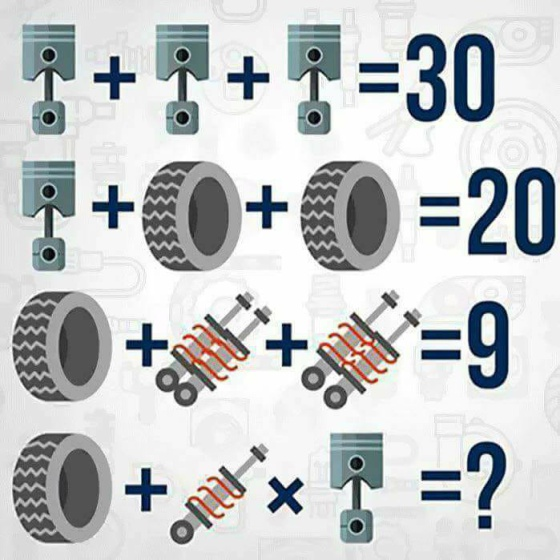 + + =30
+ + =20
+ + =9
+ × =?